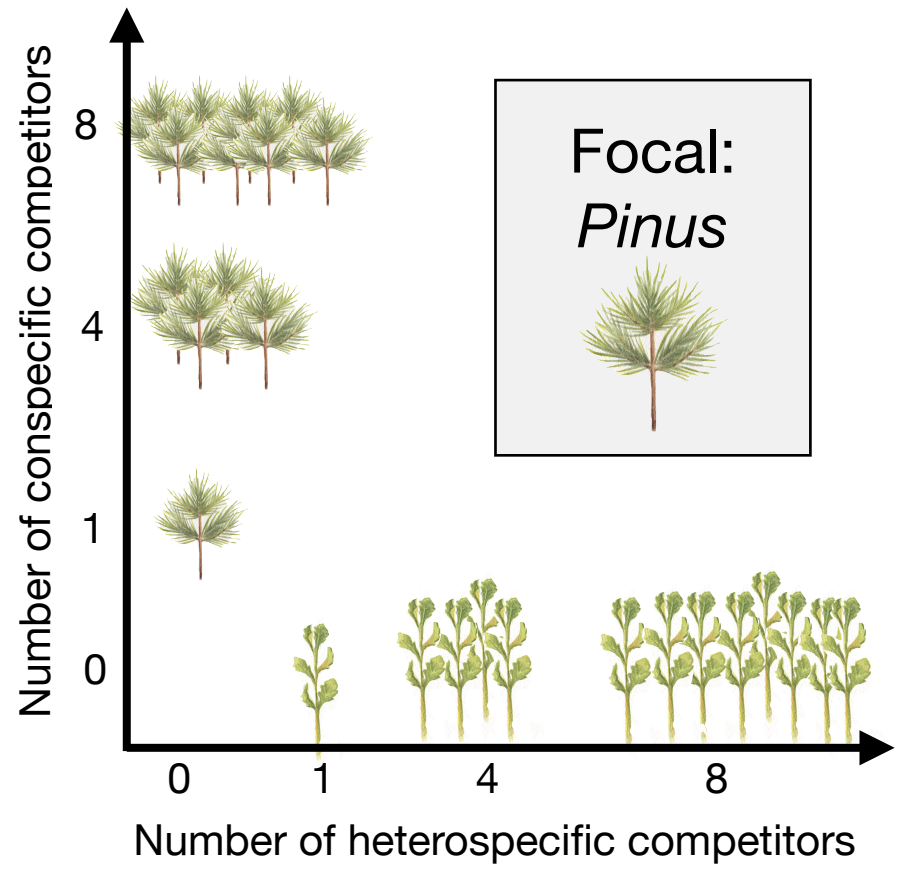 Number of conspecific competitors
8
4
1
0
Focal:
Pinus
0 1 4 8
Number of heterospecific competitors